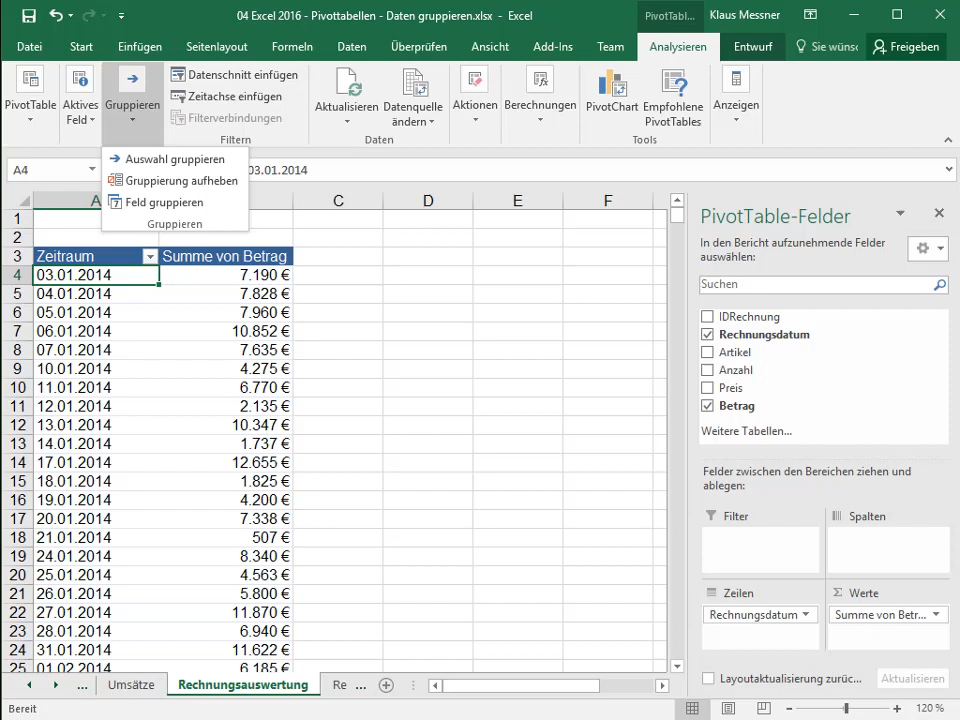 04 Excel 2016 - Pivottabellen - Daten gruppieren.xlsx - Excel
PivotTabl...
Klaus Messner
Datei
Start
Einfügen
Seitenlayout
Formeln
Daten
Überprüfen
Ansicht
Add-Ins
Team
Analysieren
Entwurf
Sie wüns
Freigeben
PivotTable
Aktives
Feld
Gruppieren
Datenschnitt einfügen
Zeitachse einfügen
Filterverbindungen
Filtern
Aktualisieren
Datenquelle
ändern
Daten
Aktionen
Berechnungen
PivotChart
Empfohlene
PivotTables
Tools
Anzeigen
Auswahl gruppieren
Gruppierung aufheben
Feld gruppieren
Gruppieren
A4
03.01.2014
A
C
D
E
F
1
2
3
Zeitraum
Summe von Betrag
4
03.01.2014
7.190 €
5
04.01.2014
7.828 €
6
05.01.2014
7.960 €
7
06.01.2014
10.852 €
8
07.01.2014
7.635 €
9
10.01.2014
4.275 €
10
11.01.2014
6.770 €
11
12.01.2014
2.135 €
12
13.01.2014
10.347 €
13
14.01.2014
1.737 €
14
17.01.2014
12.655 €
15
18.01.2014
1.825 €
16
19.01.2014
4.200 €
17
20.01.2014
7.338 €
18
21.01.2014
507 €
19
24.01.2014
8.340 €
20
25.01.2014
4.563 €
21
26.01.2014
5.800 €
22
27.01.2014
11.870 €
23
28.01.2014
6.940 €
24
31.01.2014
11.622 €
25
01.02.2014
6.185 €
PivotTable-Felder
In den Bericht aufzunehmende Felder
auswählen:
Suchen
IDRechnung
Rechnungsdatum
Artikel
Anzahl
Preis
Betrag
Weitere Tabellen...
Felder zwischen den Bereichen ziehen und
ablegen:
Filter
Spalten
Zeilen
Rechnungsdatum
Σ Werte
Summe von Betr...
Layoutaktualisierung zurüc...
Aktualisieren
...
Umsätze
Rechnungsauswertung
Re ...
Bereit
120 %